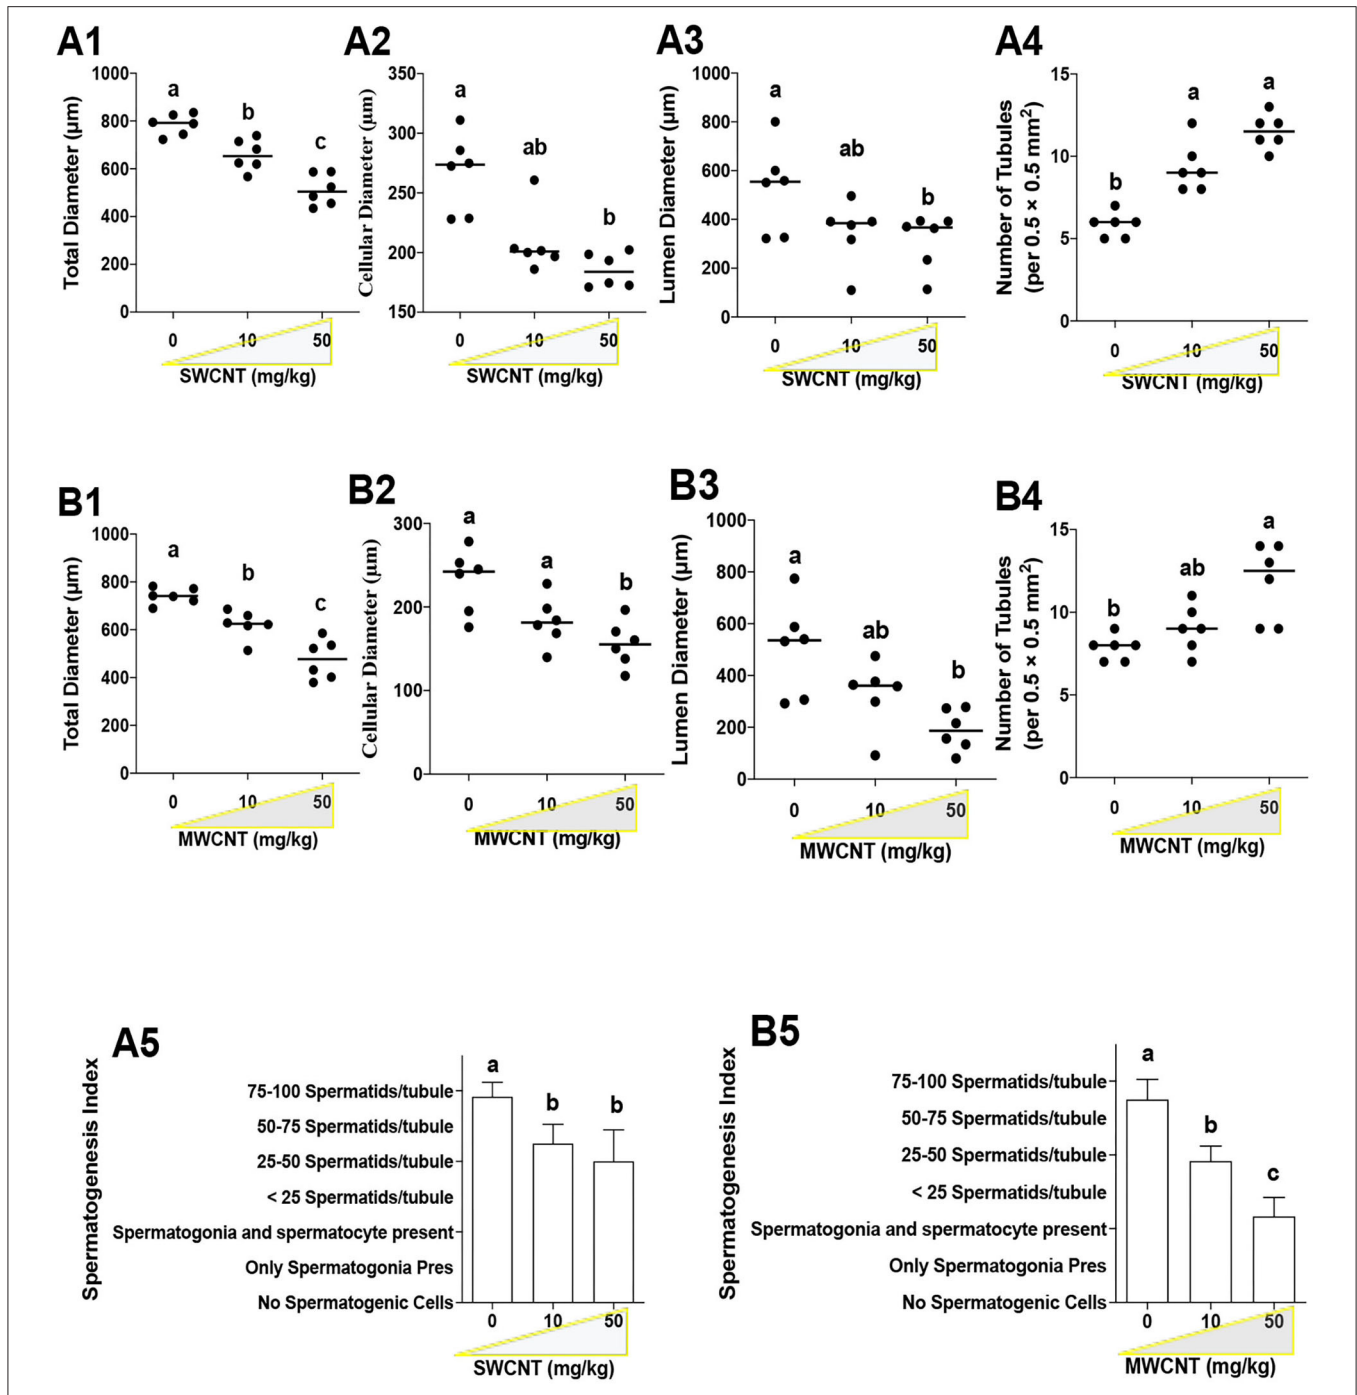 A1
Total Diameter (μm)
1000
800
600
400
200
0
a
b
c
0
10
50
SWCNT (mg/kg)
A2
Cellular Diameter (μm)
350
300
250
200
150
a
ab
b
0
10
50
SWCNT (mg/kg)
A3
Lumen Diameter (μm)
1000
800
600
400
200
0
a
ab
b
0
10
50
SWCNT (mg/kg)
A4
Number of Tubules
(per 0.5 × 0.5 mm²)
15
10
5
0
b
a
a
0
10
50
SWCNT (mg/kg)
B1
Total Diameter (μm)
1000
800
600
400
200
0
a
b
c
0
10
50
MWCNT (mg/kg)
B2
Cellular Diameter (μm)
300
200
100
0
a
a
b
0
10
50
MWCNT (mg/kg)
B3
Lumen Diameter (μm)
1000
800
600
400
200
0
a
ab
b
0
10
50
MWCNT (mg/kg)
B4
Number of Tubules
(per 0.5 × 0.5 mm²)
15
10
5
0
b
ab
a
0
10
50
MWCNT (mg/kg)
A5
Spermatogenesis Index
75-100 Spermatids/tubule
50-75 Spermatids/tubule
25-50 Spermatids/tubule
< 25 Spermatids/tubule
Spermatogonia and spermatocyte present
Only Spermatogonia Pres
No Spermatogenic Cells
a
b
b
0
10
50
SWCNT (mg/kg)
B5
Spermatogenesis Index
75-100 Spermatids/tubule
50-75 Spermatids/tubule
25-50 Spermatids/tubule
< 25 Spermatids/tubule
Spermatogonia and spermatocyte present
Only Spermatogonia Pres
No Spermatogenic Cells
a
b
c
0
10
50
MWCNT (mg/kg)